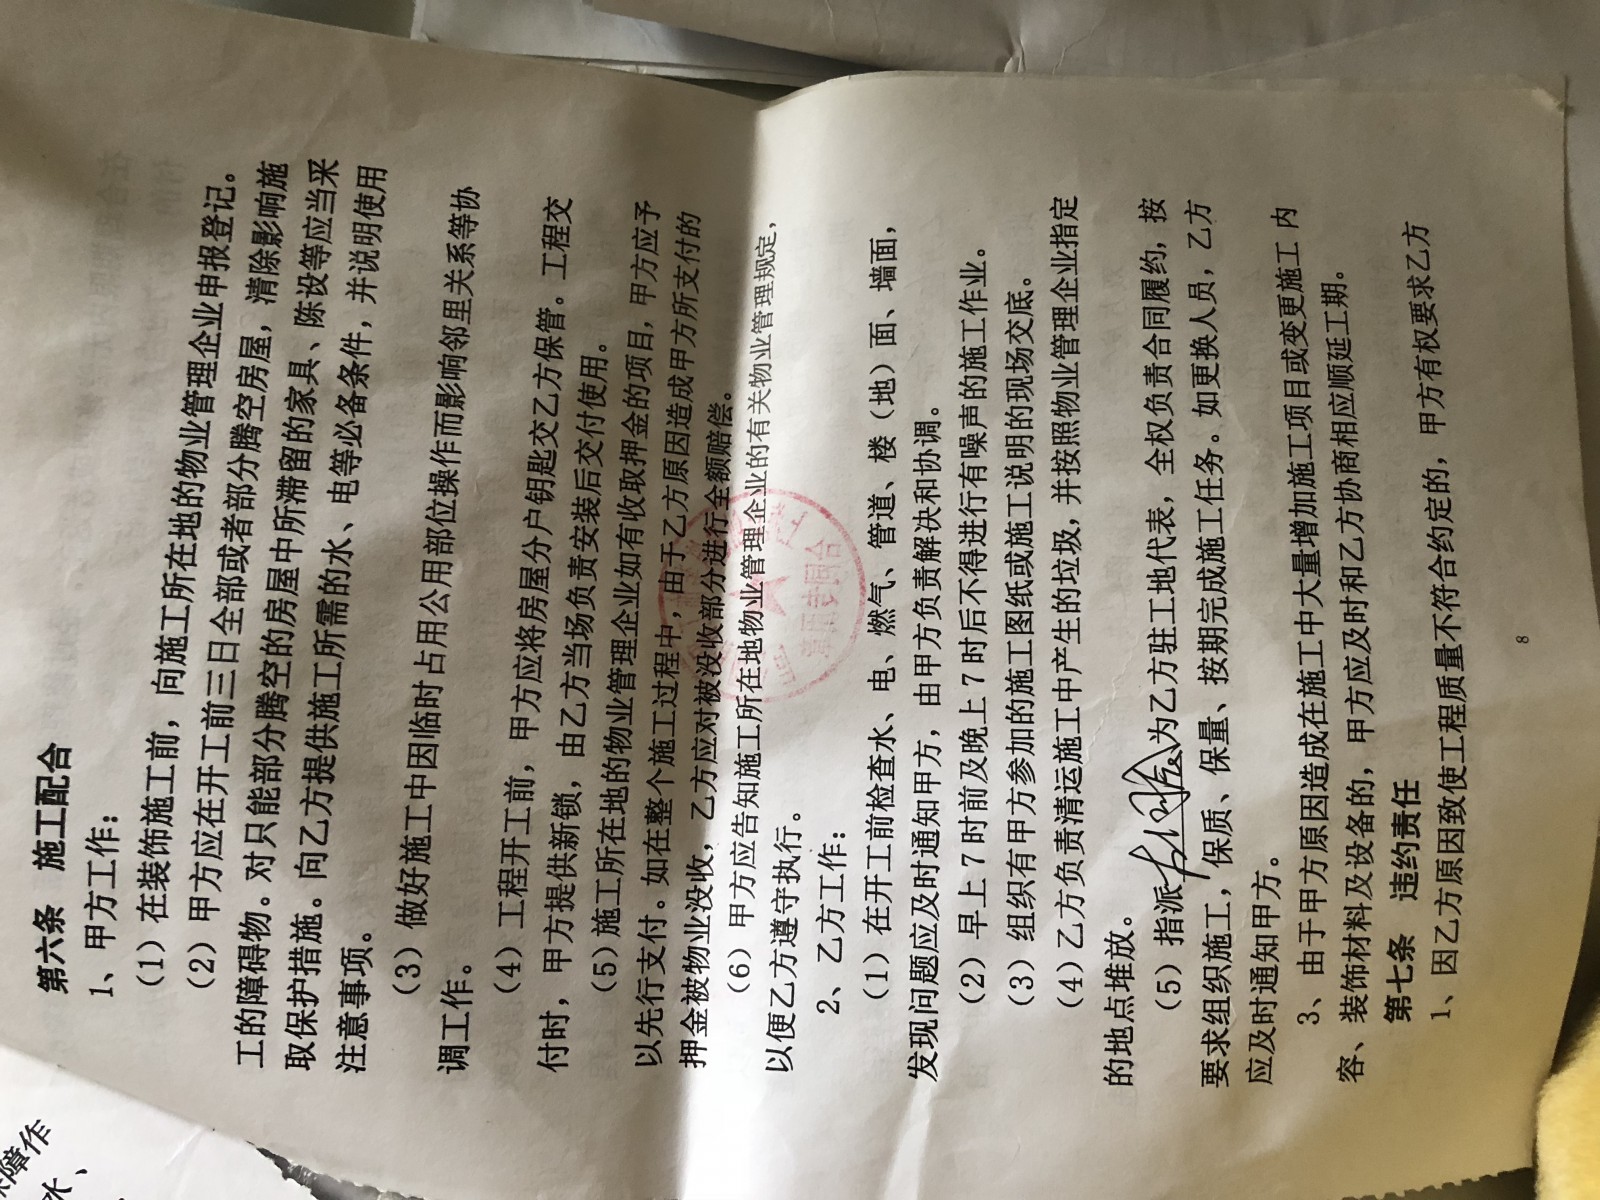 第六条 施工配合
1、甲方工作：
（1）在装饰施工前，向施工所在地的物业管理企业申报登记。
（2）甲方应在开工前三日全部或者部分腾空房屋，清除影响施
工的障碍物。对只能部分腾空的房屋中所滞留的家具、陈设等应当采
取保护措施。向乙方提供施工所需的水、电等必备条件，并说明使用
注意事项。
（3）做好施工中因临时占用公用部位操作而影响邻里关系等协
调工作。
（4）工程开工前，甲方应将房屋分户钥匙交乙方保管。工程交
付时，甲方提供新锁，由乙方当场负责安装后交付使用。
（5）施工所在地的物业管理企业如有收取押金的项目，甲方应予
以先行支付。如在整个施工过程中，由于乙方原因造成甲方所支付的
押金被物业没收，乙方应对被没收部分进行全额赔偿。
（6）甲方应告知施工所在地物业管理企业的有关物业管理规定，
以便乙方遵守执行。
2、乙方工作：
（1）在开工前检查水、电、燃气、管道、楼（地）面、墙面，
发现问题应及时通知甲方，由甲方负责解决和协调。
（2）早上7时前及晚上7时后不得进行有噪声的施工作业。
（3）组织有甲方参加的施工图纸或施工说明的现场交底。
（4）乙方负责清运施工中产生的垃圾,并按照物业管理企业指定
的地点堆放。
（5）指派 为乙方驻工地代表，全权负责合同履约，按
要求组织施工，保质、保量、按期完成施工任务。如更换人员，乙方
应及时通知甲方。
3、由于甲方原因造成在施工中大量增加施工项目或变更施工内
容、装饰材料及设备的，甲方应及时和乙方协商相应顺延工期。
第七条 违约责任
1、因乙方原因致使工程质量不符合约定的，甲方有权要求乙方
8
合同专用章
障作